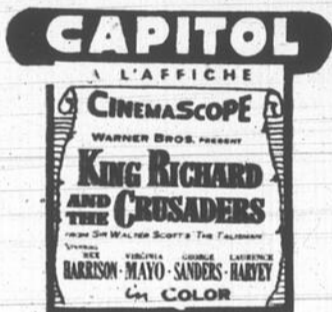 CAPITOL
A L'AFFICHE
CINEMASCOPE
WARNER BROS. PRESENT
KING RICHARD
AND THE CRUSADERS
FROM SIR WALTER SCOTT'S "THE TALISMAN"
STARRING
REX VIRGINIA GEORGE LAURENCE
HARRISON · MAYO · SANDERS · HARVEY
in COLOR